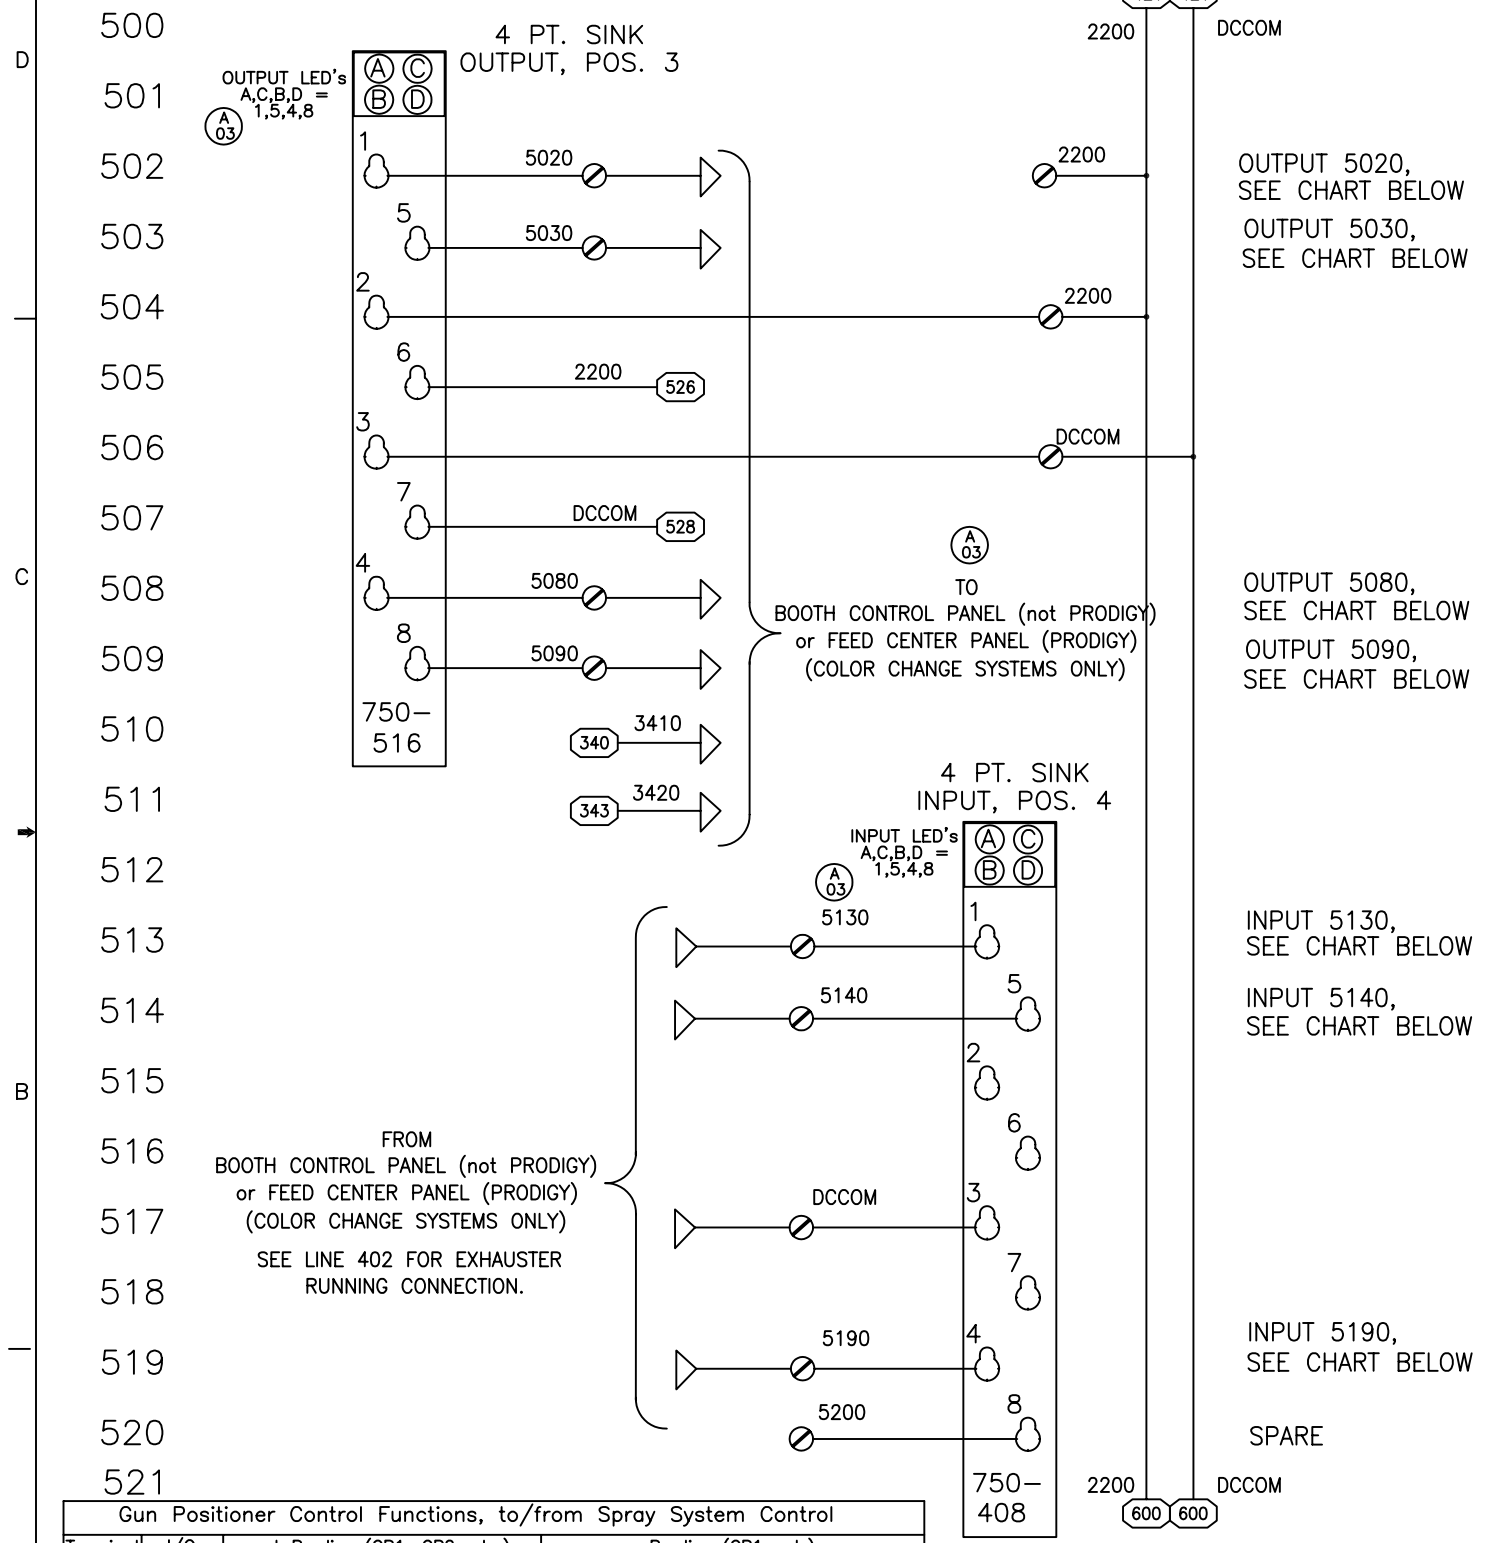 500
4 PT. SINK
OUTPUT, POS. 3
2200
DCCOM
D
OUTPUT LED's
A,C,B,D =
1,5,4,8
A C
B D
501
A
03
502
1
5020
2200
OUTPUT 5020,
SEE CHART BELOW
503
5
5030
OUTPUT 5030,
SEE CHART BELOW
504
2
2200
505
6
2200
526
506
3
DCCOM
507
7
DCCOM
528
A
03
TO
BOOTH CONTROL PANEL (not PRODIGY)
or FEED CENTER PANEL (PRODIGY)
(COLOR CHANGE SYSTEMS ONLY)
C
508
4
5080
OUTPUT 5080,
SEE CHART BELOW
509
8
5090
OUTPUT 5090,
SEE CHART BELOW
510
750-
516
340
3410
511
343
3420
4 PT. SINK
INPUT, POS. 4
INPUT LED's
A,C,B,D =
1,5,4,8
A C
B D
512
A
03
513
5130
1
INPUT 5130,
SEE CHART BELOW
514
5140
5
INPUT 5140,
SEE CHART BELOW
B
515
2
516
6
FROM
BOOTH CONTROL PANEL (not PRODIGY)
or FEED CENTER PANEL (PRODIGY)
(COLOR CHANGE SYSTEMS ONLY)
SEE LINE 402 FOR EXHAUSTER
RUNNING CONNECTION.
517
DCCOM
3
518
7
519
5190
4
INPUT 5190,
SEE CHART BELOW
520
5200
8
SPARE
521
750-
408
2200
DCCOM
600 600
Gun Positioner Control Functions, to/from Spray System Control